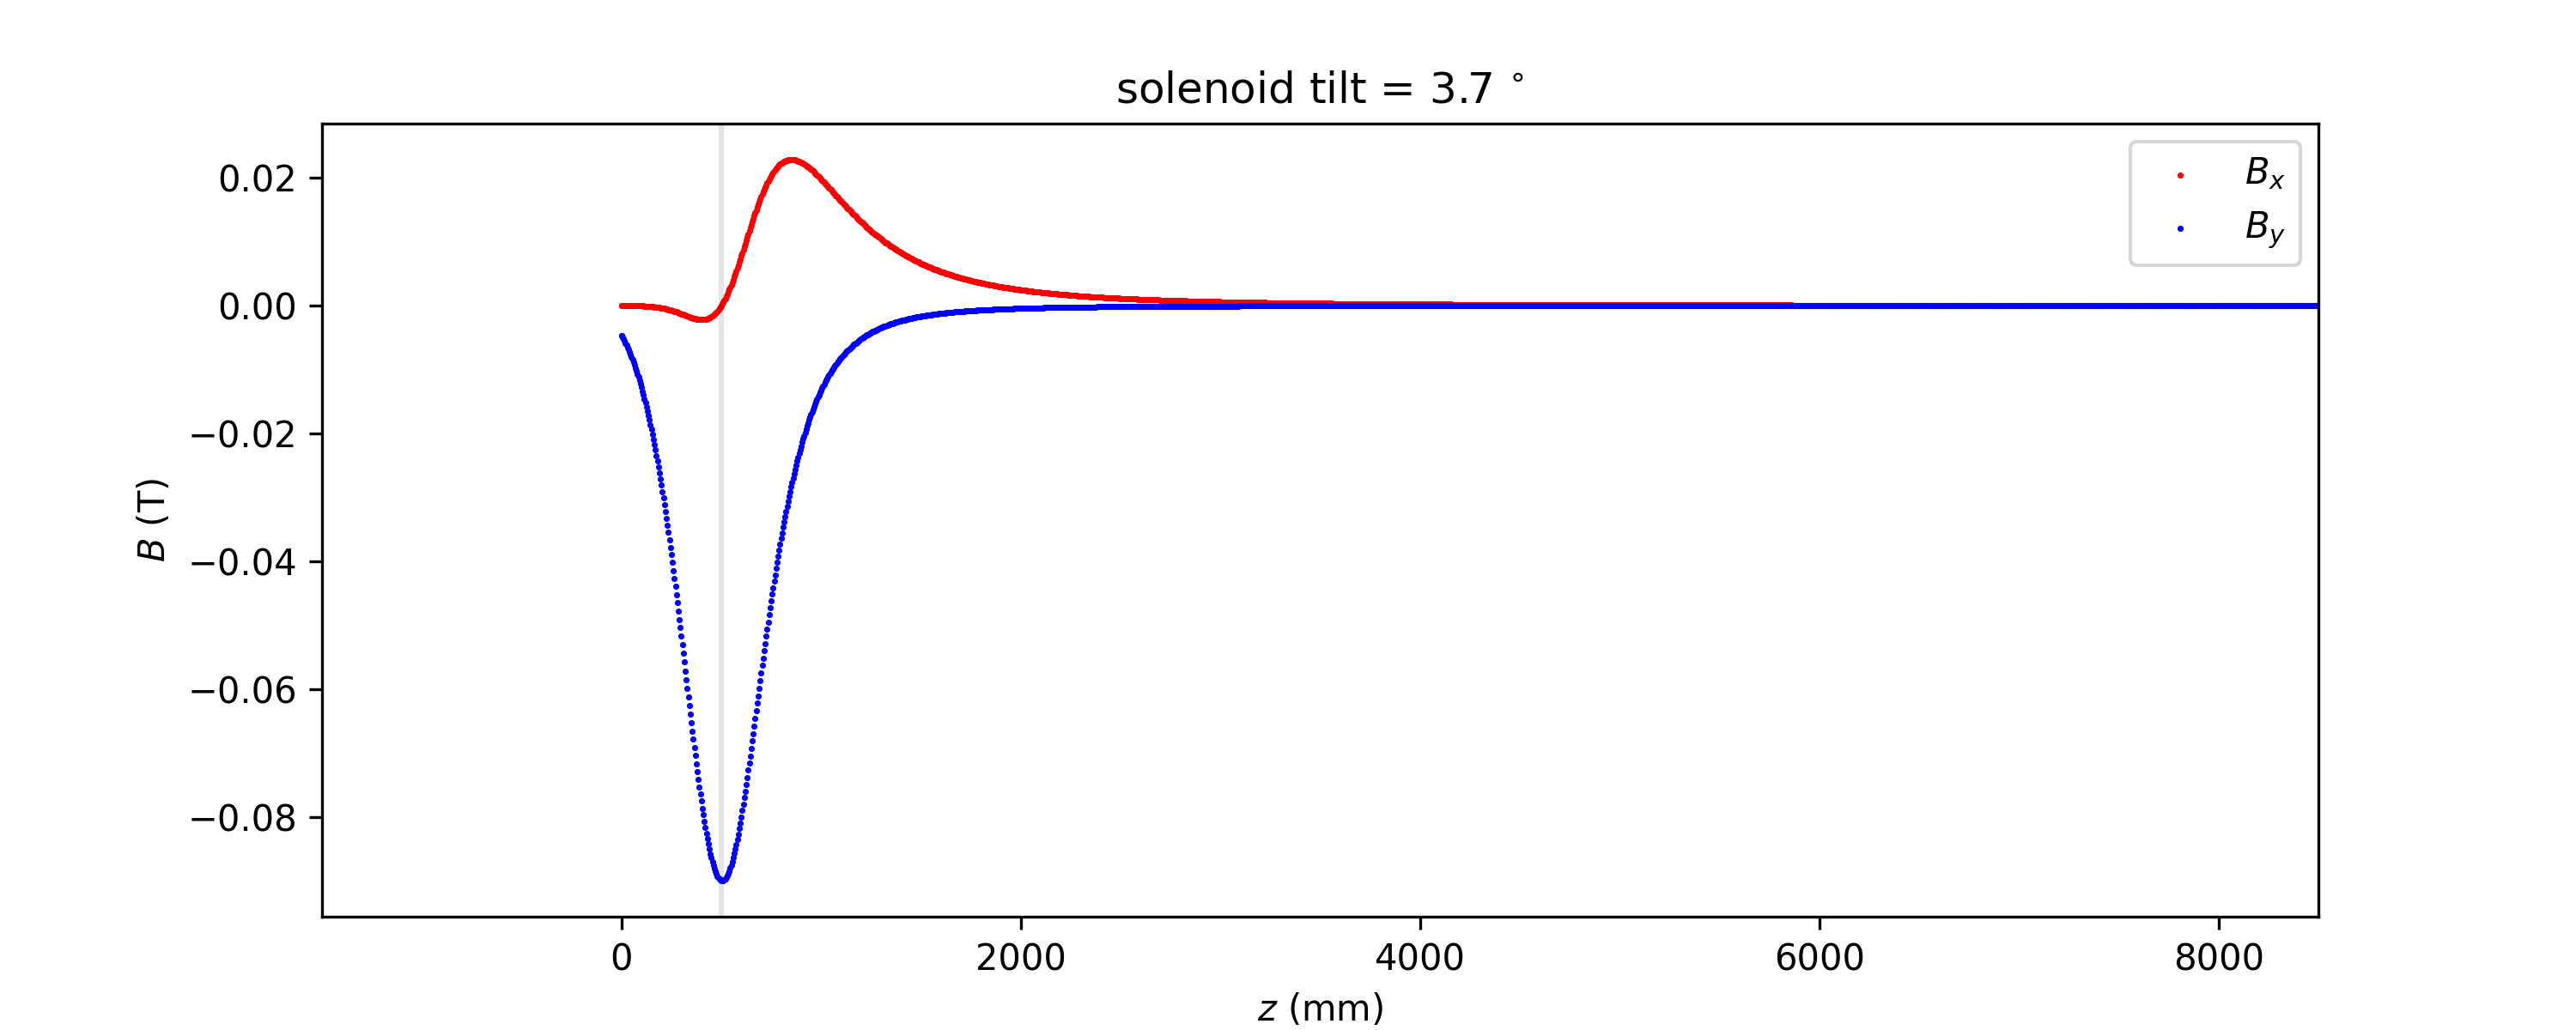 solenoid tilt = 3.7 °
B_x
B_y
0.02
0.00
−0.02
−0.04
−0.06
−0.08
B (T)
0 2000 4000 6000 8000
z (mm)